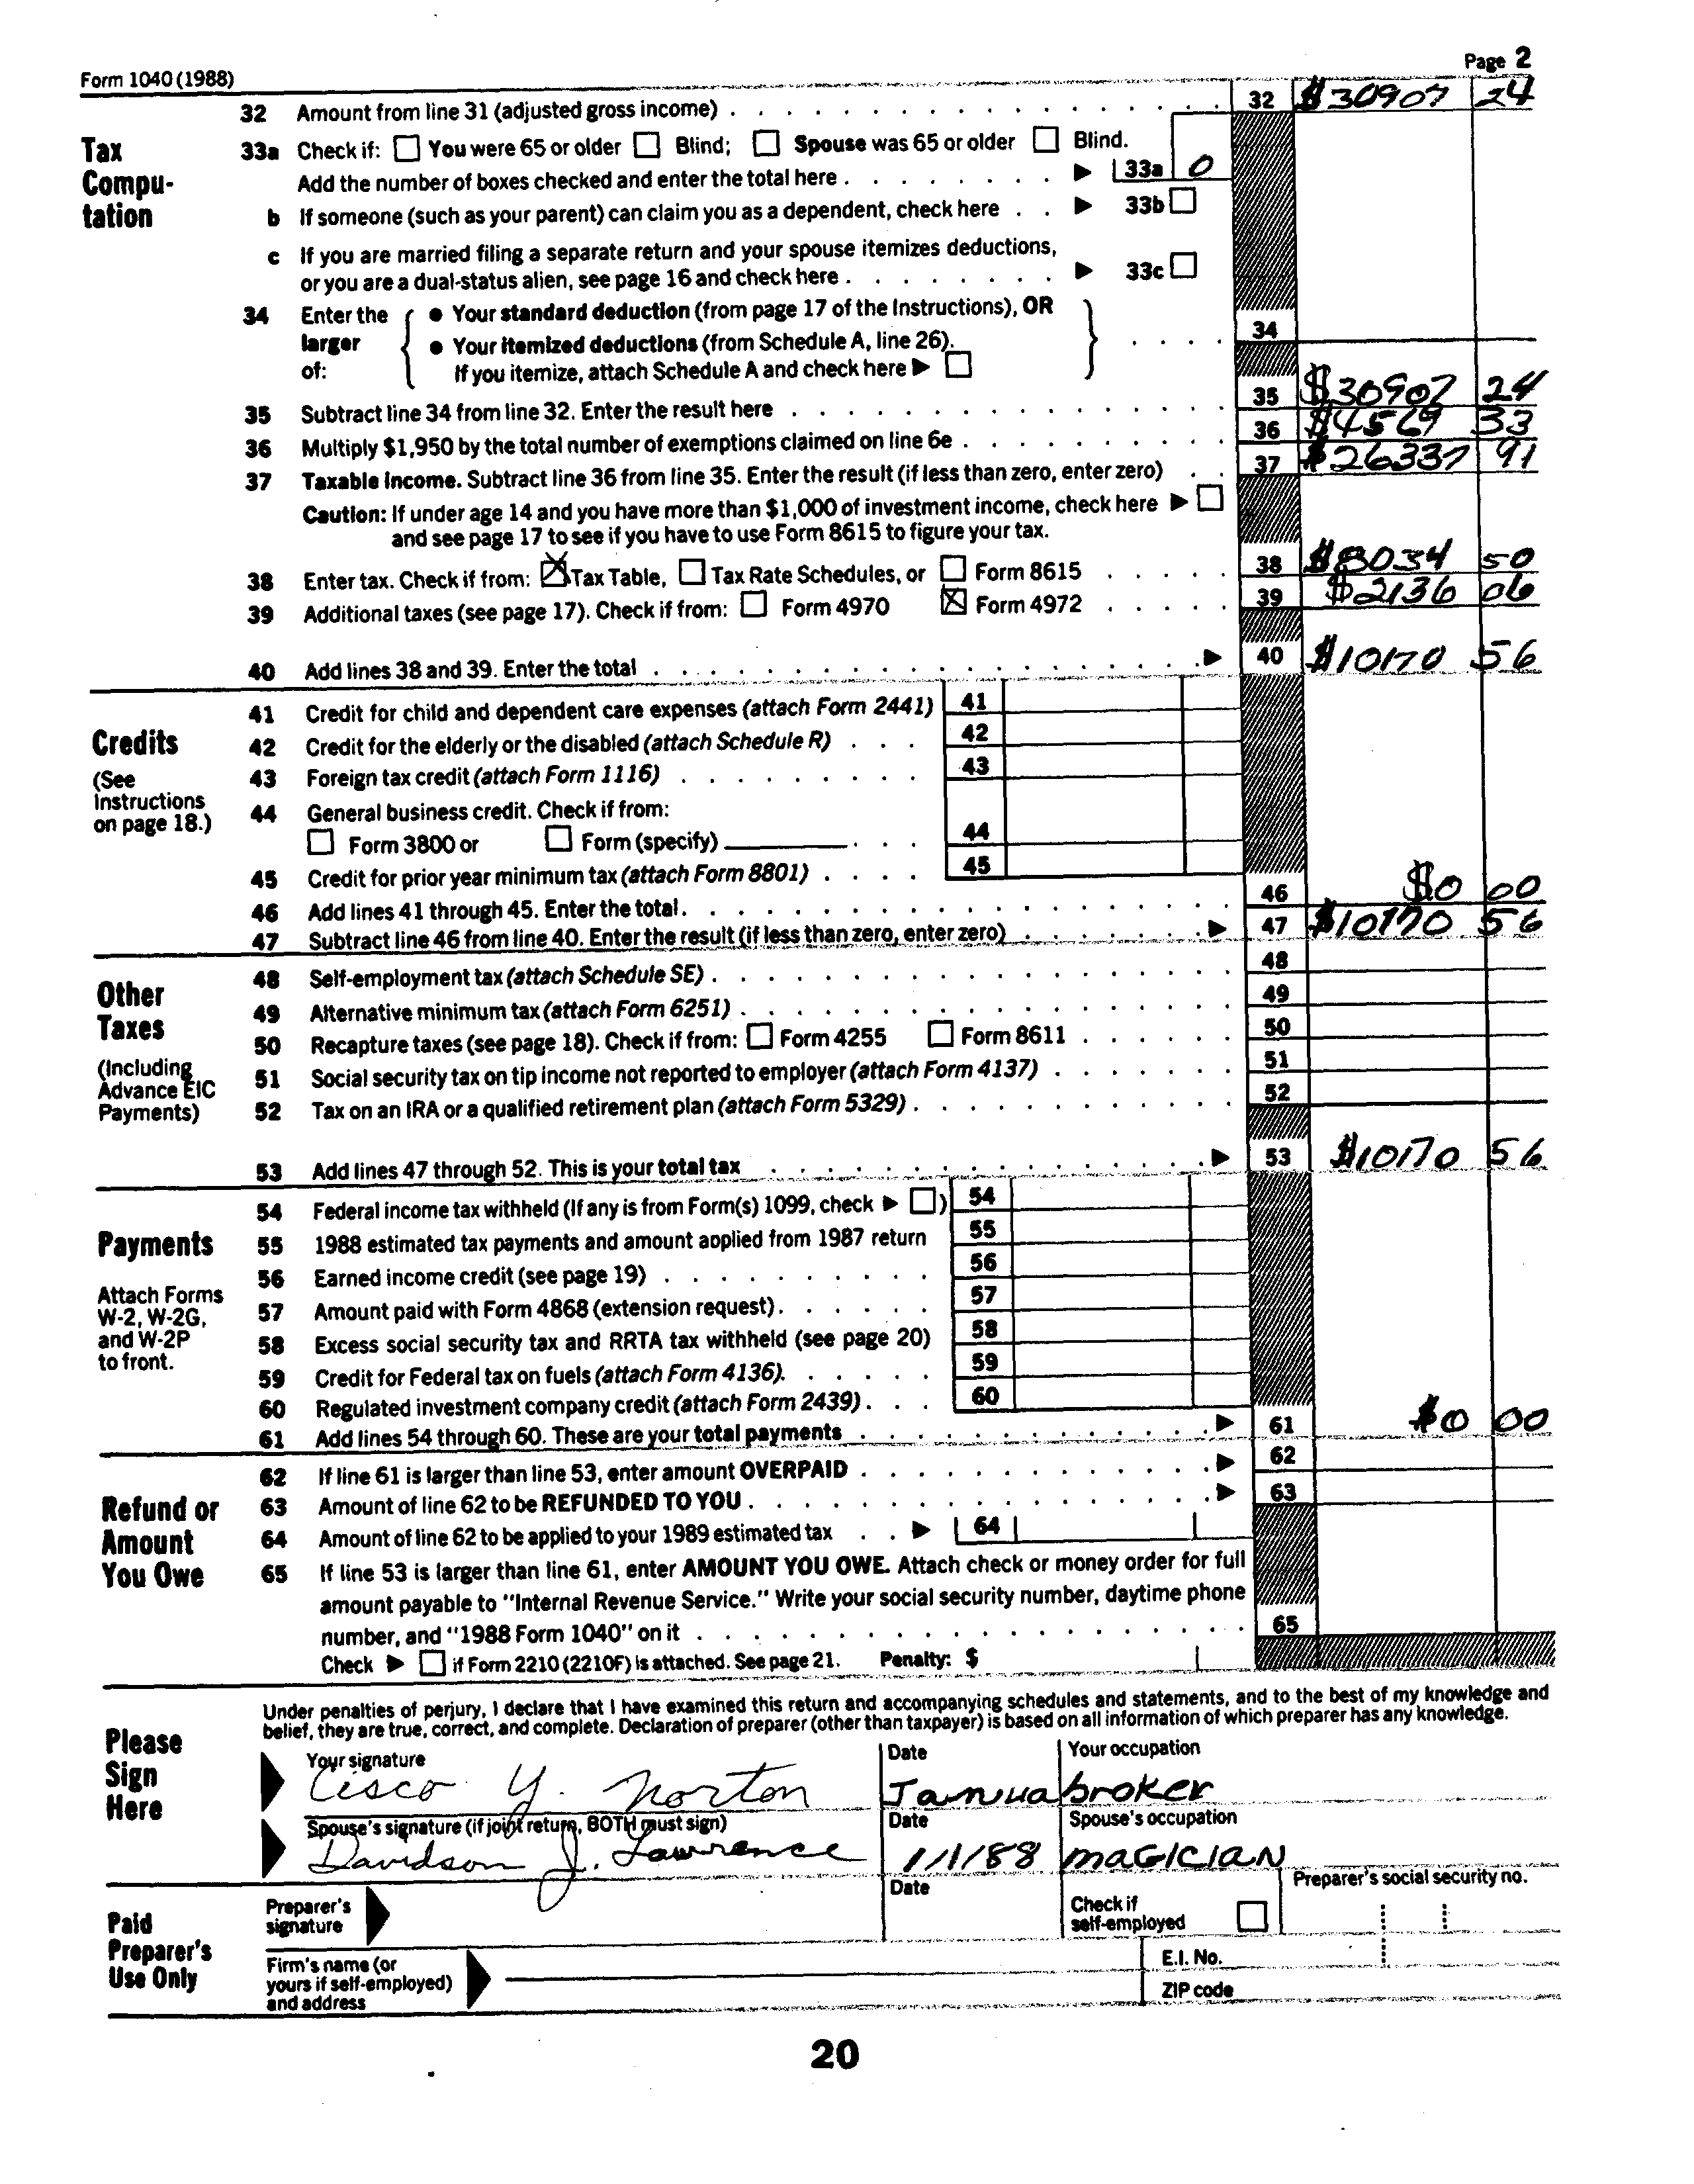 Form 1040 (1988) Page 2
32 Amount from line 31 (adjusted gross income) . . . 32 $30907 24
Tax Compu-tation
33a Check if: You were 65 or older Blind; Spouse was 65 or older Blind.
Add the number of boxes checked and enter the total here . . . ▶ 33a 0
b If someone (such as your parent) can claim you as a dependent, check here . . ▶ 33b
c If you are married filing a separate return and your spouse itemizes deductions,
or you are a dual-status alien, see page 16 and check here . . . ▶ 33c
34 Enter the larger of:
● Your standard deduction (from page 17 of the Instructions), OR
● Your itemized deductions (from Schedule A, line 26).
If you itemize, attach Schedule A and check here ▶
34
35 Subtract line 34 from line 32. Enter the result here . . . 35 $30907 24
36 Multiply $1,950 by the total number of exemptions claimed on line 6e . . . 36 $4569 33
37 Taxable income. Subtract line 36 from line 35. Enter the result (if less than zero, enter zero) . . 37 $26337 91
Caution: If under age 14 and you have more than $1,000 of investment income, check here ▶
and see page 17 to see if you have to use Form 8615 to figure your tax.
38 Enter tax. Check if from: X Tax Table, Tax Rate Schedules, or Form 8615 . . . 38 $8034 50
39 Additional taxes (see page 17). Check if from: Form 4970 X Form 4972 . . . 39 $2136 06
40 Add lines 38 and 39. Enter the total . . . ▶ 40 $10170 56
Credits
(See Instructions on page 18.)
41 Credit for child and dependent care expenses (attach Form 2441) 41
42 Credit for the elderly or the disabled (attach Schedule R) . . . 42
43 Foreign tax credit (attach Form 1116) . . . 43
44 General business credit. Check if from:
Form 3800 or Form (specify) . . . 44
45 Credit for prior year minimum tax (attach Form 8801) . . . 45
46 Add lines 41 through 45. Enter the total . . . 46 $0 00
47 Subtract line 46 from line 40. Enter the result (if less than zero, enter zero) . . . ▶ 47 $10170 56
Other Taxes
(Including Advance EIC Payments)
48 Self-employment tax (attach Schedule SE) . . . 48
49 Alternative minimum tax (attach Form 6251) . . . 49
50 Recapture taxes (see page 18). Check if from: Form 4255 Form 8611 . . . 50
51 Social security tax on tip income not reported to employer (attach Form 4137) . . . 51
52 Tax on an IRA or a qualified retirement plan (attach Form 5329) . . . 52
53 Add lines 47 through 52. This is your total tax . . . ▶ 53 $10170 56
Payments
Attach Forms W-2, W-2G, and W-2P to front.
54 Federal income tax withheld (If any is from Form(s) 1099, check ▶ ) 54
55 1988 estimated tax payments and amount applied from 1987 return 55
56 Earned income credit (see page 19) . . . 56
57 Amount paid with Form 4868 (extension request) . . . 57
58 Excess social security tax and RRTA tax withheld (see page 20) 58
59 Credit for Federal tax on fuels (attach Form 4136). . . . 59
60 Regulated investment company credit (attach Form 2439) . . . 60
61 Add lines 54 through 60. These are your total payments . . . ▶ 61 $0 00
Refund or Amount You Owe
62 If line 61 is larger than line 53, enter amount OVERPAID . . . ▶ 62
63 Amount of line 62 to be REFUNDED TO YOU . . . ▶ 63
64 Amount of line 62 to be applied to your 1989 estimated tax . . ▶ 64
65 If line 53 is larger than line 61, enter AMOUNT YOU OWE. Attach check or money order for full
amount payable to "Internal Revenue Service." Write your social security number, daytime phone
number, and "1988 Form 1040" on it . . . 65
Check ▶ if Form 2210 (2210F) is attached. See page 21. Penalty: $
Please Sign Here
Under penalties of perjury, I declare that I have examined this return and accompanying schedules and statements, and to the best of my knowledge and
belief, they are true, correct, and complete. Declaration of preparer (other than taxpayer) is based on all information of which preparer has any knowledge.
Your signature Date Your occupation
Cisco Y. Norton Janua broker
Spouse's signature (if joint return, BOTH must sign) Date Spouse's occupation
Davidson J. Lawrence 1/1/88 magician
Paid Preparer's Use Only
Preparer's signature Date Check if self-employed Preparer's social security no.
Firm's name (or yours if self-employed) and address E.I. No.
ZIP code
20